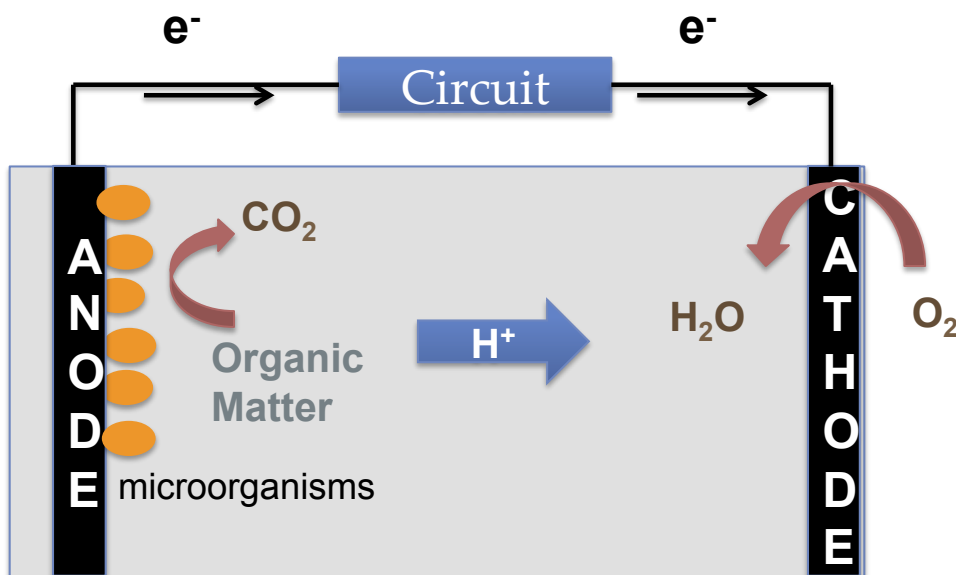 e⁻
e⁻
Circuit
ANODE
CATHODE
CO₂
H₂O
O₂
H⁺
Organic
Matter
microorganisms